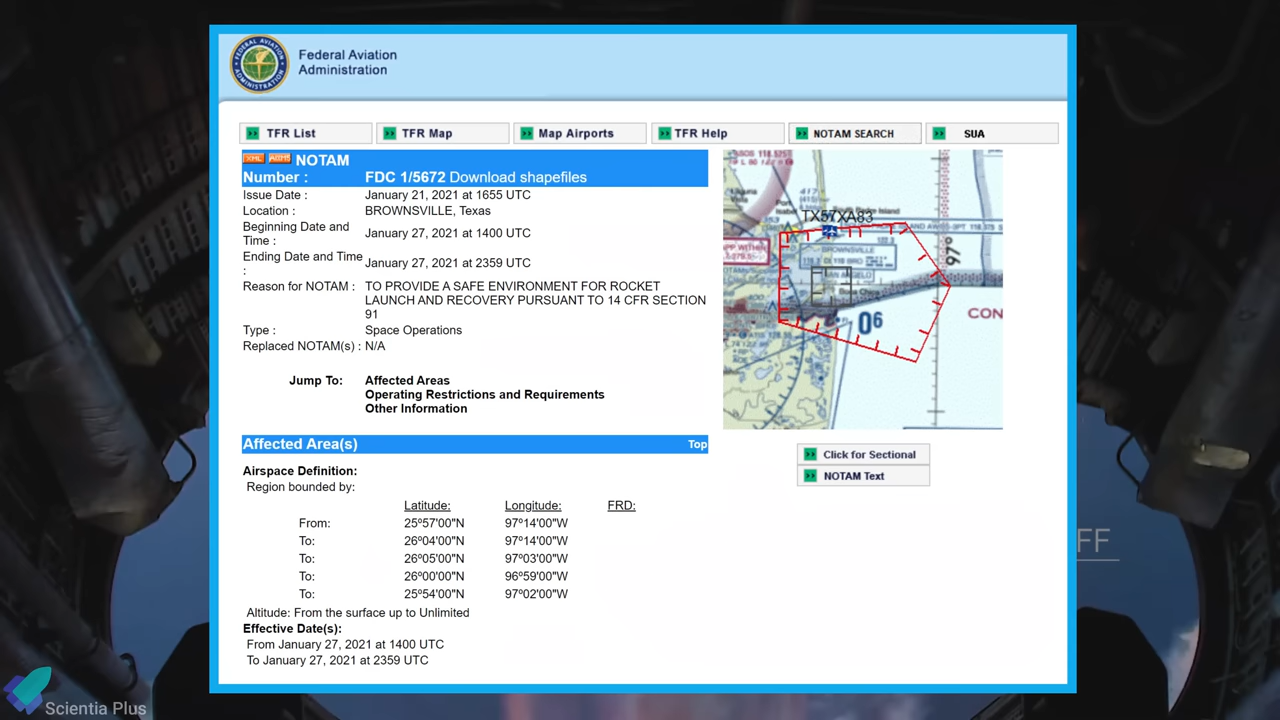 Federal Aviation
Administration
TFR List
TFR Map
Map Airports
TFR Help
NOTAM SEARCH
SUA
XML NOTAM
Number : FDC 1/5672 Download shapefiles
Issue Date : January 21, 2021 at 1655 UTC
Location : BROWNSVILLE, Texas
Beginning Date and
Time : January 27, 2021 at 1400 UTC
Ending Date and Time
: January 27, 2021 at 2359 UTC
Reason for NOTAM : TO PROVIDE A SAFE ENVIRONMENT FOR ROCKET
LAUNCH AND RECOVERY PURSUANT TO 14 CFR SECTION
91
Type : Space Operations
Replaced NOTAM(s) : N/A
Jump To: Affected Areas
Operating Restrictions and Requirements
Other Information
TX57XA83
BROWNSVILLE
97°
06
CON
Click for Sectional
NOTAM Text
Affected Area(s) Top
Airspace Definition:
Region bounded by:
Latitude: Longitude: FRD:
From: 25º57'00"N 97º14'00"W
To: 26º04'00"N 97º14'00"W
To: 26º05'00"N 97º03'00"W
To: 26º00'00"N 96º59'00"W
To: 25º54'00"N 97º02'00"W
Altitude: From the surface up to Unlimited
Effective Date(s):
From January 27, 2021 at 1400 UTC
To January 27, 2021 at 2359 UTC
FF
Scientia Plus